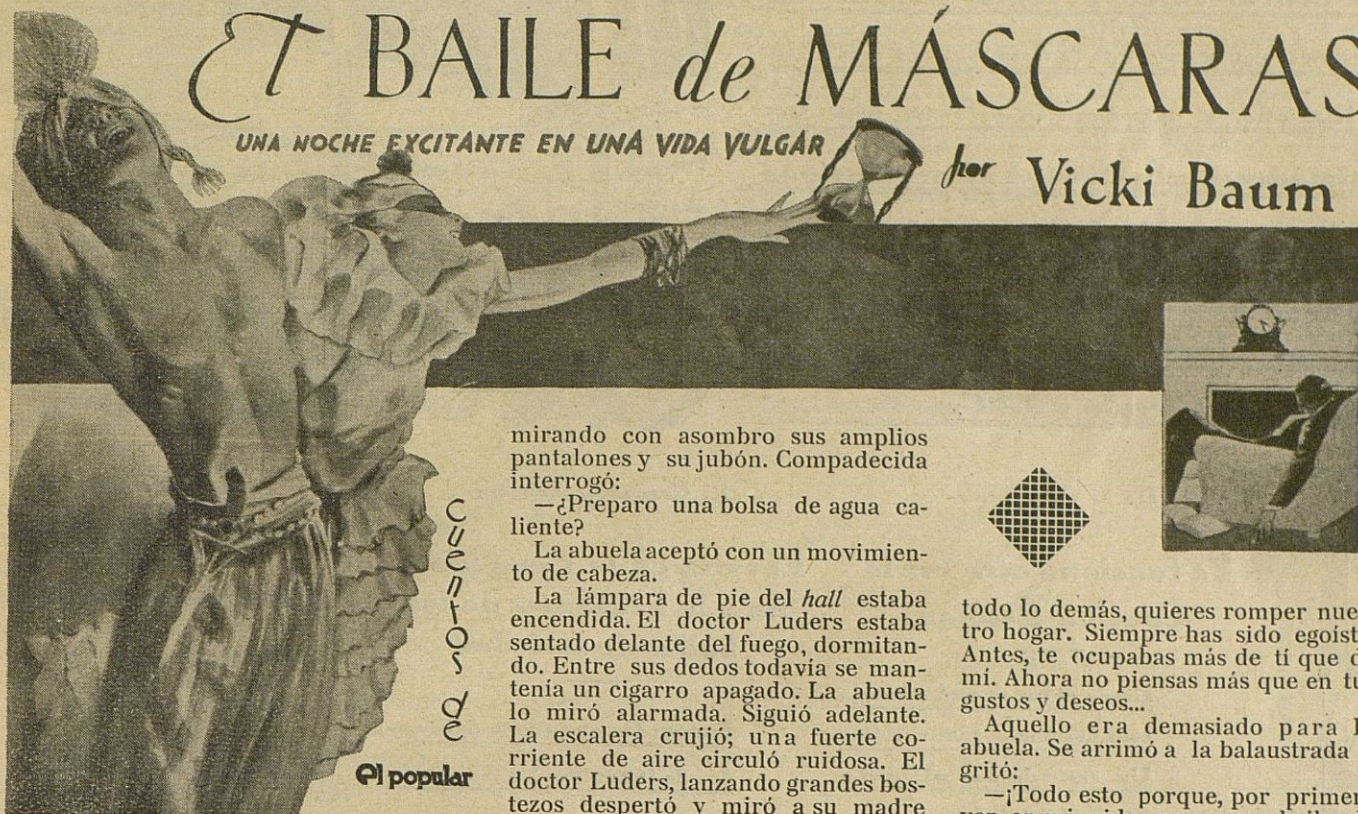 El BAILE de MÁSCARAS
UNA NOCHE EXCITANTE EN UNA VIDA VULGAR
por Vicki Baum
Cuentos de
el popular
mirando con asombro sus amplios
pantalones y su jubón. Compadecida
interrogó:
—¿Preparo una bolsa de agua ca-
liente?
La abuela aceptó con un movimien-
to de cabeza.
La lámpara de pie del hall estaba
encendida. El doctor Luders estaba
sentado delante del fuego, dormitan-
do. Entre sus dedos todavía se man-
tenía un cigarro apagado. La abuela
lo miró alarmada. Siguió adelante.
La escalera crujió; una fuerte co-
rriente de aire circuló ruidosa. El
doctor Luders, lanzando grandes bos-
tezos despertó y miró a su madre
todo lo demás, quieres romper nue
tro hogar. Siempre has sido egoíst
Antes, te ocupabas más de tí que d
mí. Ahora no piensas más que en tu
gustos y deseos...
Aquello era demasiado para l
abuela. Se arrimó a la balaustrada
gritó:
—¡Todo esto porque, por primer